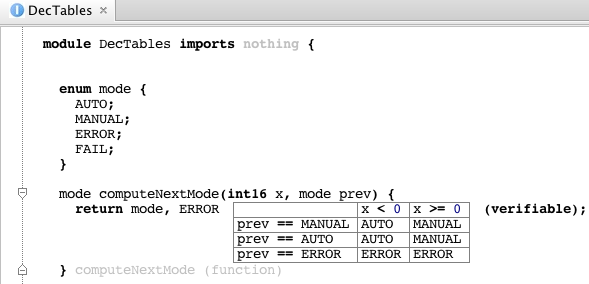 DecTables ×
module DecTables imports nothing {
enum mode {
AUTO;
MANUAL;
ERROR;
FAIL;
}
mode computeNextMode(int16 x, mode prev) {
return mode, ERROR x < 0 x >= 0 (verifiable);
prev == MANUAL AUTO MANUAL
prev == AUTO AUTO MANUAL
prev == ERROR ERROR ERROR
} computeNextMode (function)